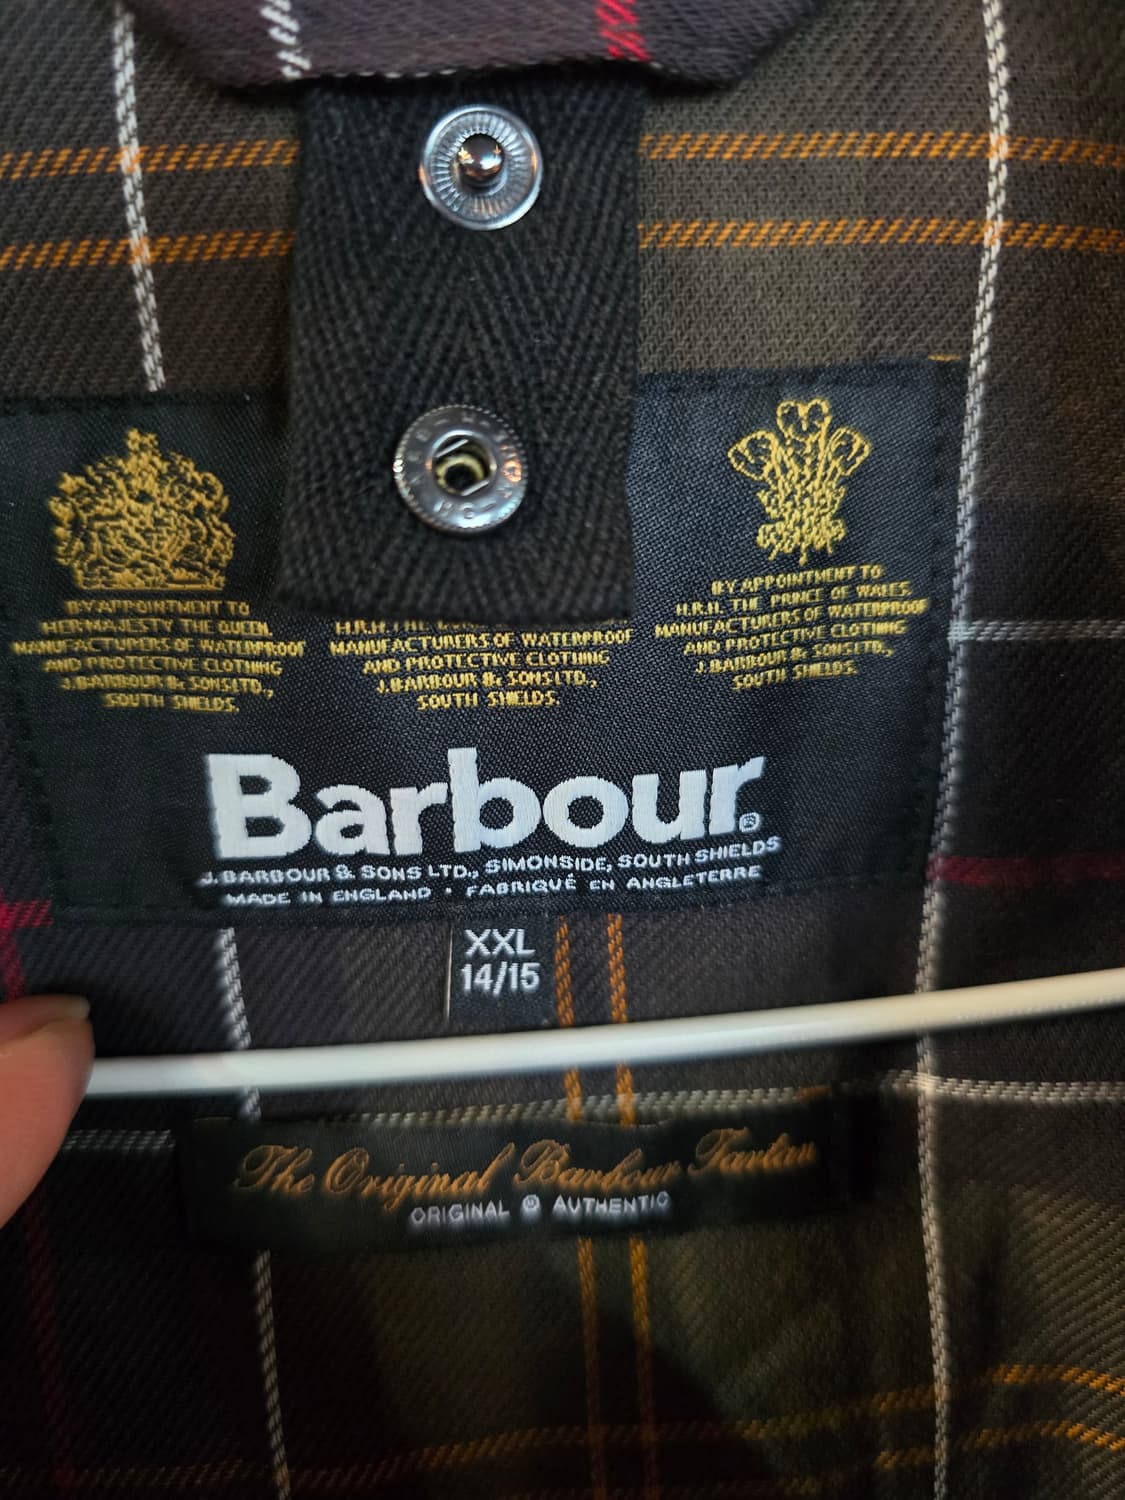 BY APPOINTMENT TO
HER MAJESTY THE QUEEN
MANUFACTURERS OF WATERPROOF
AND PROTECTIVE CLOTHING
J. BARBOUR & SONS LTD.,
SOUTH SHIELDS.
H.R.H. THE
MANUFACTURERS OF WATERPROOF
AND PROTECTIVE CLOTHING
J. BARBOUR & SONS LTD.,
SOUTH SHIELDS.
BY APPOINTMENT TO
H.R.H. THE PRINCE OF WALES.
MANUFACTURERS OF WATERPROOF
AND PROTECTIVE CLOTHING,
J. BARBOUR & SONS LTD.,
SOUTH SHIELDS.
Barbour®
J. BARBOUR & SONS LTD., SIMONSIDE, SOUTH SHIELDS
MADE IN ENGLAND • FABRIQUÉ EN ANGLETERRE
XXL
14/15
The Original Barbour Tartan
ORIGINAL ® AUTHENTIC